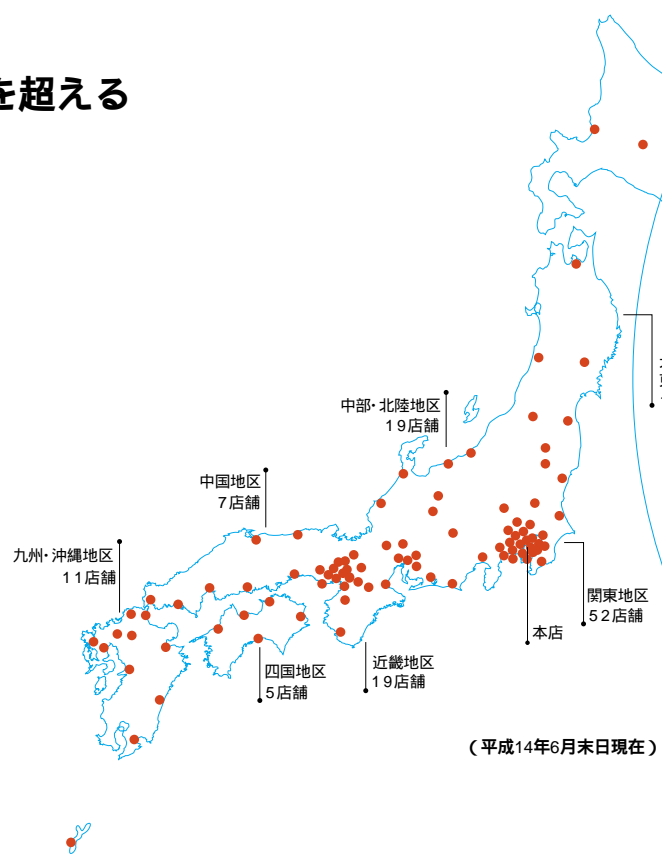 を超える
中部・北陸地区
19店舗
中国地区
7店舗
九州・沖縄地区
11店舗
関東地区
52店舗
本店
近畿地区
19店舗
四国地区
5店舗
(平成14年6月末日現在)